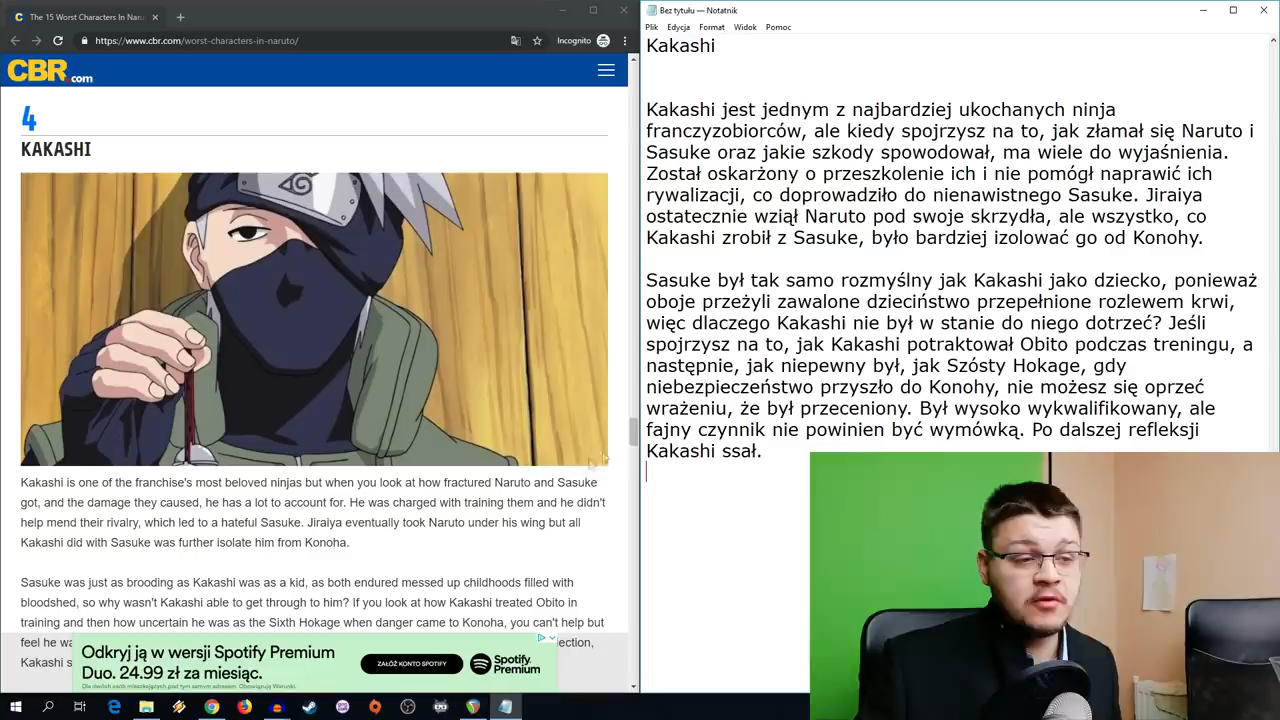 The 15 Worst Characters In Naru
https://www.cbr.com/worst-characters-in-naruto/
Incognito
CBR.com
4
KAKASHI
Kakashi is one of the franchise's most beloved ninjas but when you look at how fractured Naruto and Sasuke
got, and the damage they caused, he has a lot to account for. He was charged with training them and he didn't
help mend their rivalry, which led to a hateful Sasuke. Jiraiya eventually took Naruto under his wing but all
Kakashi did with Sasuke was further isolate him from Konoha.
Sasuke was just as brooding as Kakashi was as a kid, as both endured messed up childhoods filled with
bloodshed, so why wasn't Kakashi able to get through to him? If you look at how Kakashi treated Obito in
training and then how uncertain he was as the Sixth Hokage when danger came to Konoha, you can't help but
feel he wa
ection,
Kakashi s
Odkryj ją w wersji Spotify Premium
Duo. 24.99 zł za miesiąc.
Dla dwóch osób mieszkających pod tym samym adresem. Obowiązują Warunki.
ZAŁÓŻ KONTO SPOTIFY
Spotify Premium
Bez tytułu — Notatnik
Plik Edycja Format Widok Pomoc
Kakashi
Kakashi jest jednym z najbardziej ukochanych ninja
franczyzobiorców, ale kiedy spojrzysz na to, jak złamał się Naruto i
Sasuke oraz jakie szkody spowodował, ma wiele do wyjaśnienia.
Został oskarżony o przeszkolenie ich i nie pomógł naprawić ich
rywalizacji, co doprowadziło do nienawistnego Sasuke. Jiraiya
ostatecznie wziął Naruto pod swoje skrzydła, ale wszystko, co
Kakashi zrobił z Sasuke, było bardziej izolować go od Konohy.
Sasuke był tak samo rozmyślny jak Kakashi jako dziecko, ponieważ
oboje przeżyli zawalone dzieciństwo przepełnione rozlewem krwi,
więc dlaczego Kakashi nie był w stanie do niego dotrzeć? Jeśli
spojrzysz na to, jak Kakashi potraktował Obito podczas treningu, a
następnie, jak niepewny był, jak Szósty Hokage, gdy
niebezpieczeństwo przyszło do Konohy, nie możesz się oprzeć
wrażeniu, że był przeceniony. Był wysoko wykwalifikowany, ale
fajny czynnik nie powinien być wymówką. Po dalszej refleksji
Kakashi ssał.